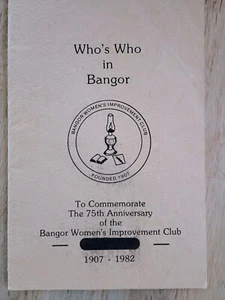 Who's Who
in
Bangor
BANGOR WOMEN'S IMPROVEMENT CLUB
FOUNDED 1907
To Commemorate
The 75th Anniversary
of the
Bangor Women's Improvement Club
1907 - 1982